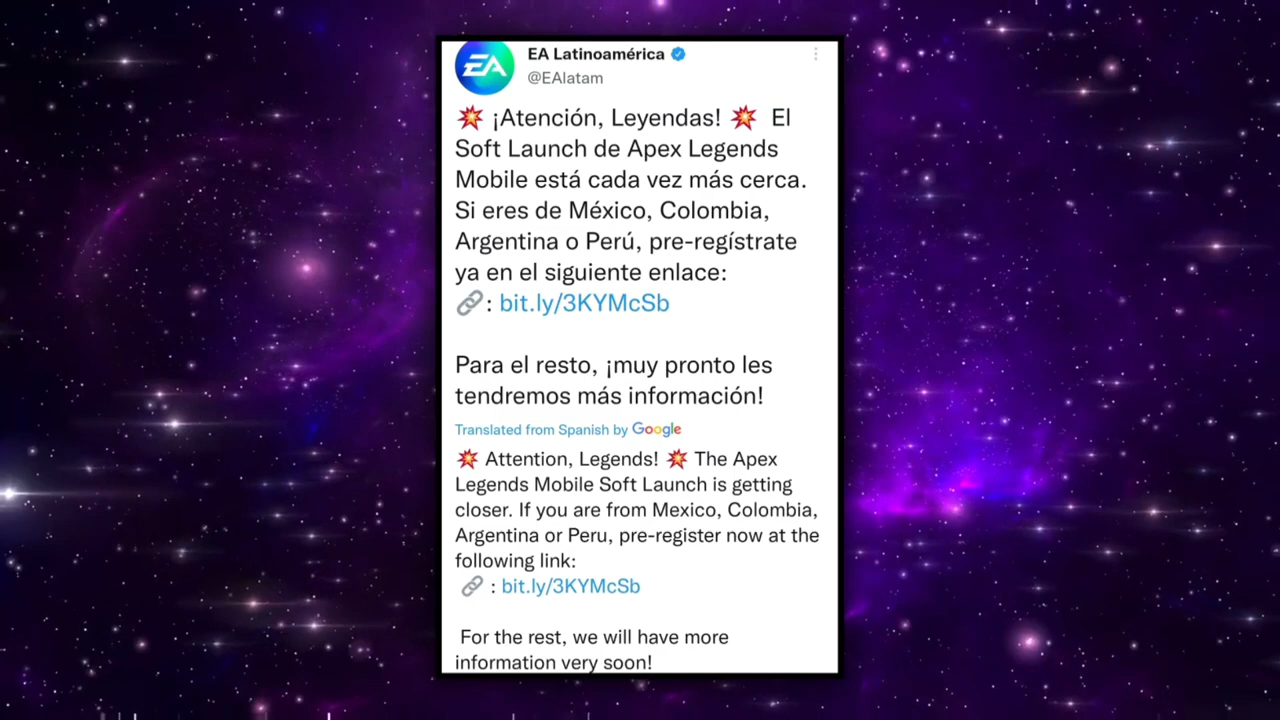 EA
EA Latinoamérica
@EAlatam
💥 ¡Atención, Leyendas! 💥 El
Soft Launch de Apex Legends
Mobile está cada vez más cerca.
Si eres de México, Colombia,
Argentina o Perú, pre-regístrate
ya en el siguiente enlace:
🔗: bit.ly/3KYMcSb
Para el resto, ¡muy pronto les
tendremos más información!
Translated from Spanish by Google
💥 Attention, Legends! 💥 The Apex
Legends Mobile Soft Launch is getting
closer. If you are from Mexico, Colombia,
Argentina or Peru, pre-register now at the
following link:
🔗 : bit.ly/3KYMcSb
For the rest, we will have more
information very soon!